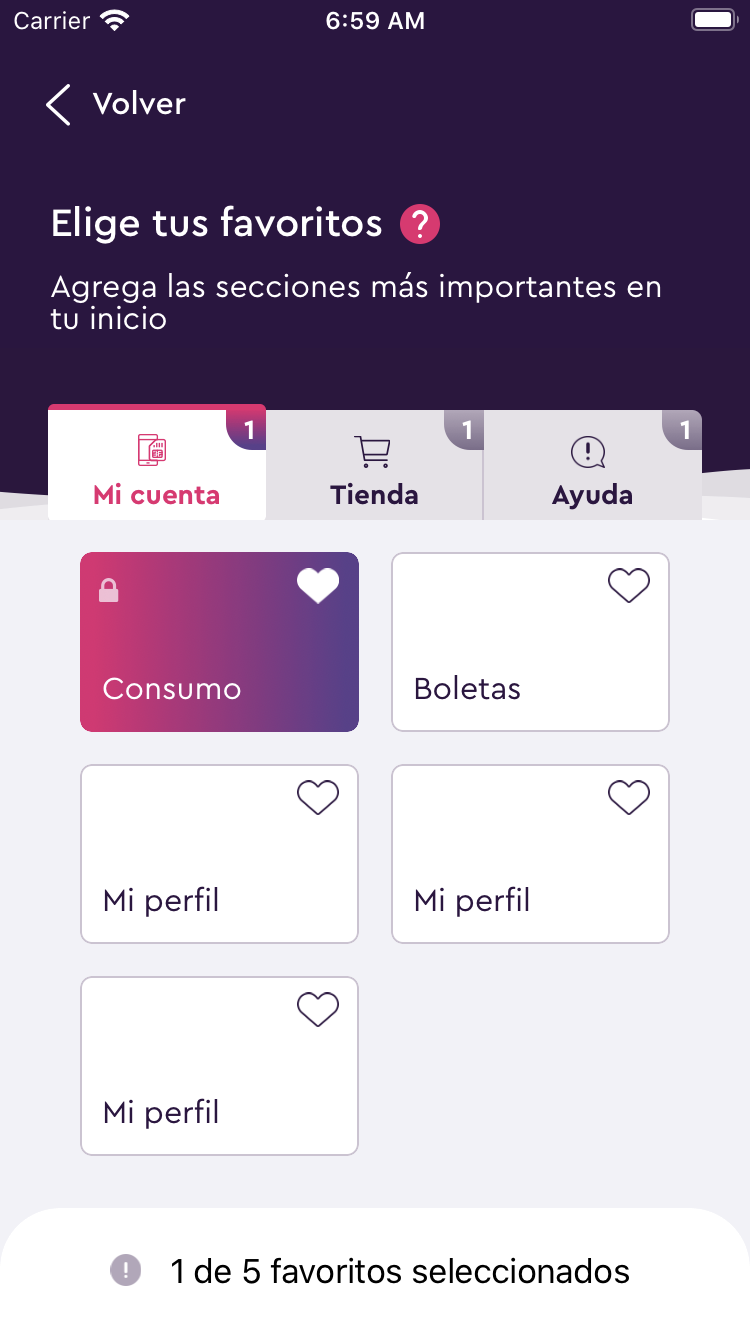 Carrier 6:59 AM
Volver
Elige tus favoritos ?
Agrega las secciones más importantes en
tu inicio
1 1 1
Mi cuenta Tienda Ayuda
Consumo Boletas
Mi perfil Mi perfil
Mi perfil
1 de 5 favoritos seleccionados